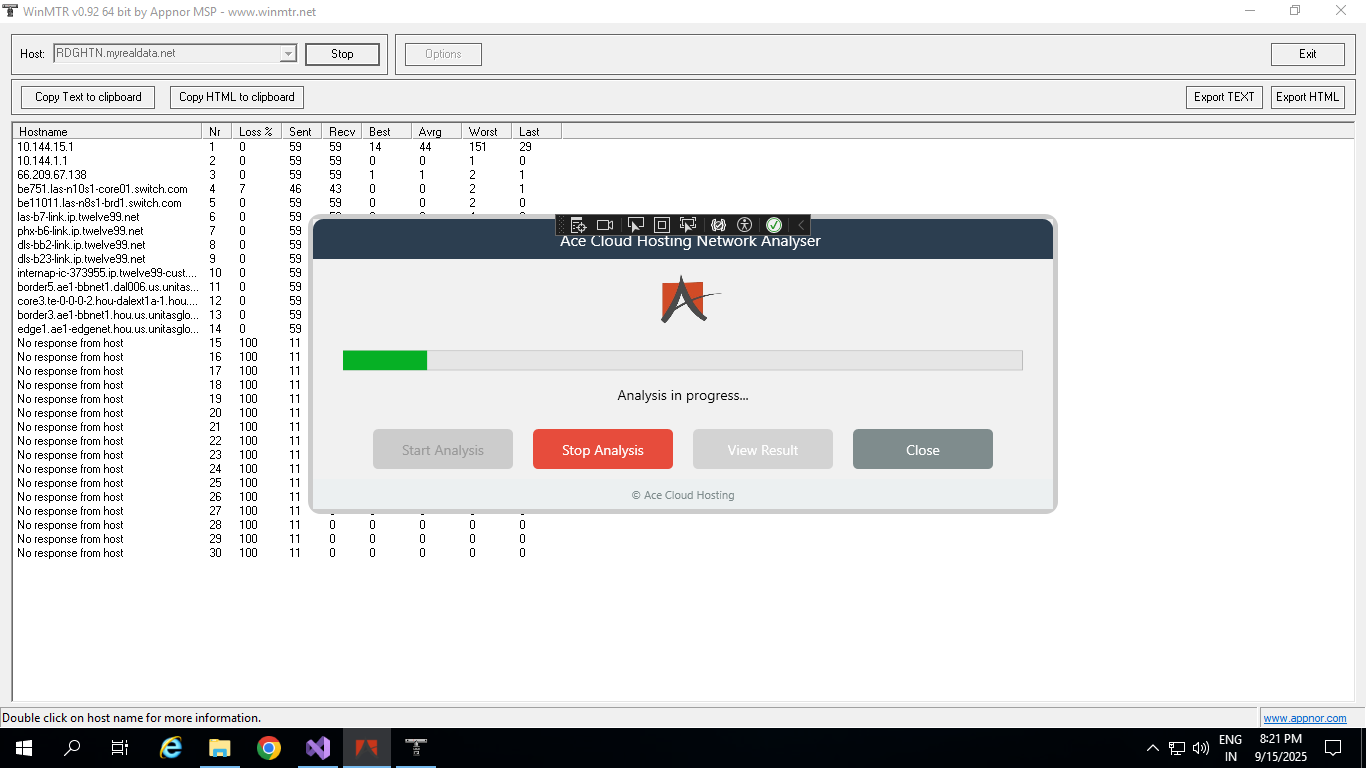 WinMTR v0.92 64 bit by Appnor MSP - www.winmtr.net
Host: RDGHTN.myrealdata.net Stop Options Exit
Copy Text to clipboard Copy HTML to clipboard Export TEXT Export HTML
Hostname Nr Loss % Sent Recv Best Avrg Worst Last
10.144.15.1 1 0 59 59 14 44 151 29
10.144.1.1 2 0 59 59 0 0 1 0
66.209.67.138 3 0 59 59 1 1 2 1
be751.las-n10s1-core01.switch.com 4 7 46 43 0 0 2 1
be11011.las-n8s1-brd1.switch.com 5 0 59 59 0 0 2 0
las-b7-link.ip.twelve99.net 6 0 59
phx-b6-link.ip.twelve99.net 7 0 59
dls-bb2-link.ip.twelve99.net 8 0 59
dls-b23-link.ip.twelve99.net 9 0 59
internap-ic-373955.ip.twelve99-cust.... 10 0 59
border5.ae1-bbnet1.dal006.us.unitas... 11 0 59
core3.te-0-0-0-2.hou-dalext1a-1.hou.... 12 0 59
border3.ae1-bbnet1.hou.us.unitasglo... 13 0 59
edge1.ae1-edgenet.hou.us.unitasglo... 14 0 59
No response from host 15 100 11
No response from host 16 100 11
No response from host 17 100 11
No response from host 18 100 11
No response from host 19 100 11
No response from host 20 100 11
No response from host 21 100 11
No response from host 22 100 11
No response from host 23 100 11
No response from host 24 100 11
No response from host 25 100 11
No response from host 26 100 11
No response from host 27 100 11
No response from host 28 100 11 0 0 0 0 0
No response from host 29 100 11 0 0 0 0 0
No response from host 30 100 11 0 0 0 0 0
Ace Cloud Hosting Network Analyser
Analysis in progress...
Start Analysis Stop Analysis View Result Close
© Ace Cloud Hosting
Double click on host name for more information. www.appnor.com
ENG 8:21 PM
IN 9/15/2025